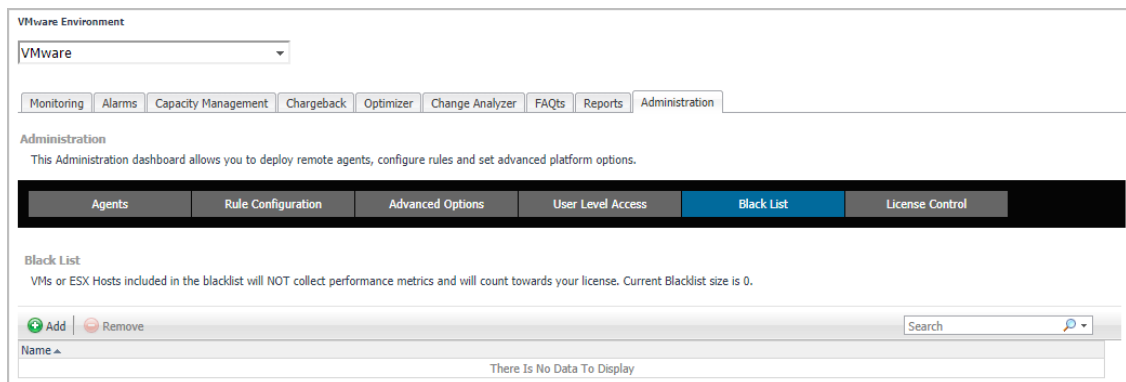 VMware Environment
VMware
Monitoring Alarms Capacity Management Chargeback Optimizer Change Analyzer FAQts Reports Administration
Administration
This Administration dashboard allows you to deploy remote agents, configure rules and set advanced platform options.
Agents Rule Configuration Advanced Options User Level Access Black List License Control
Black List
VMs or ESX Hosts included in the blacklist will NOT collect performance metrics and will count towards your license. Current Blacklist size is 0.
Add Remove Search
Name
There Is No Data To Display